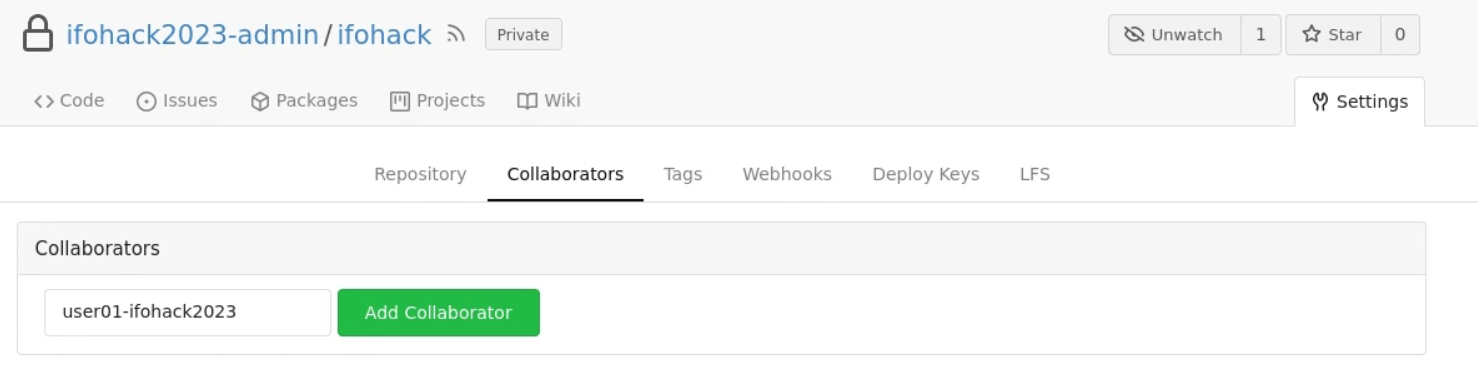 ifohack2023-admin/ifohack Private Unwatch 1 Star 0
Code Issues Packages Projects Wiki Settings
Repository Collaborators Tags Webhooks Deploy Keys LFS
Collaborators
user01-ifohack2023 Add Collaborator